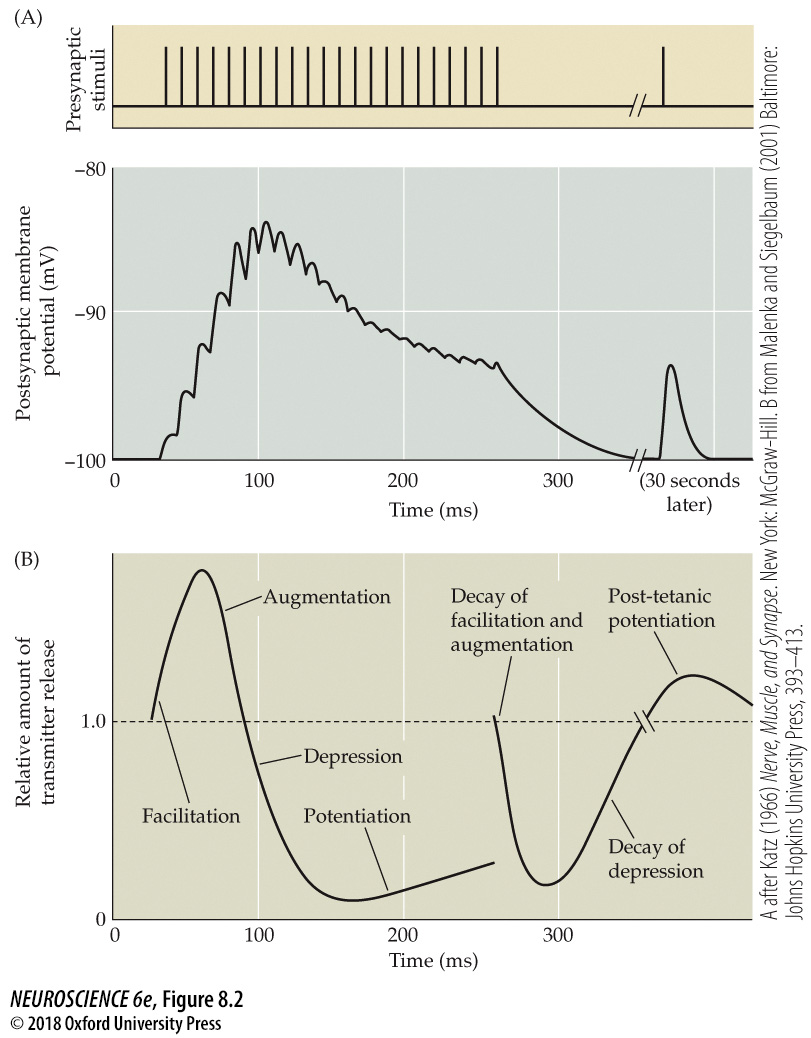 (A)
Presynaptic
stimuli
Postsynaptic membrane
potential (mV)
−80
−90
−100
0
100
200
300
(30 seconds
later)
Time (ms)
(B)
Relative amount of
transmitter release
1.0
0
Augmentation
Facilitation
Depression
Potentiation
Decay of
facilitation and
augmentation
Post-tetanic
potentiation
Decay of
depression
0
100
200
300
Time (ms)
A after Katz (1966) Nerve, Muscle, and Synapse. New York: McGraw-Hill. B from Malenka and Siegelbaum (2001) Baltimore:
Johns Hopkins University Press, 393–413.
NEUROSCIENCE 6e, Figure 8.2
© 2018 Oxford University Press